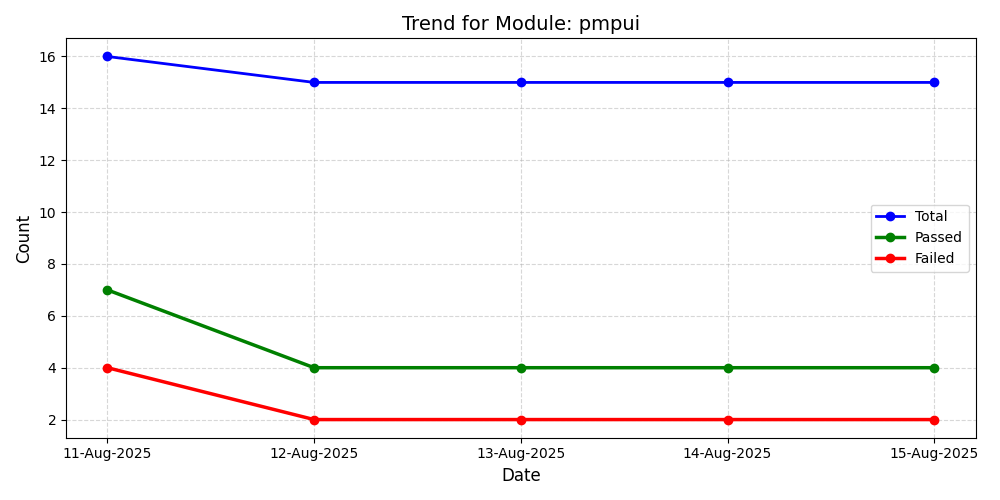 Trend for Module: pmpui
Count
16
14
12
10
8
6
4
2
Total
Passed
Failed
11-Aug-2025
12-Aug-2025
13-Aug-2025
14-Aug-2025
15-Aug-2025
Date